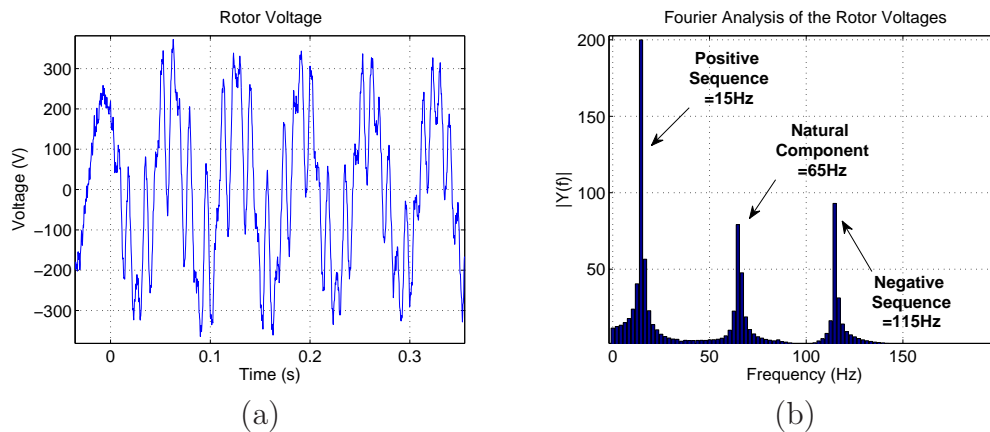 Rotor Voltage
300
200
100
0
−100
−200
−300
Voltage (V)
0
0.1
0.2
0.3
Time (s)
(a)
Fourier Analysis of the Rotor Voltages
200
150
100
50
|Y(f)|
Positive
Sequence
=15Hz
Natural
Component
=65Hz
Negative
Sequence
=115Hz
0
50
100
150
Frequency (Hz)
(b)